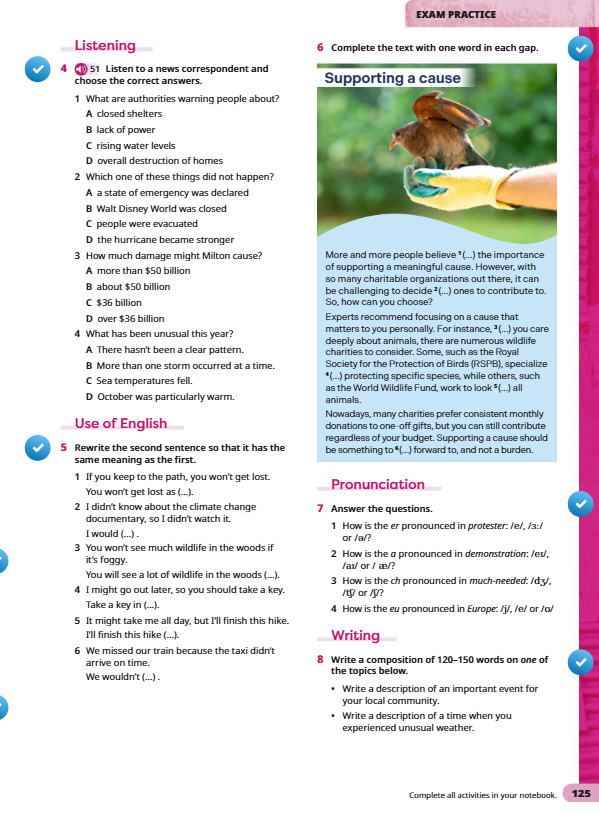 EXAM PRACTICE
Listening
4 51 Listen to a news correspondent and
choose the correct answers.
1 What are authorities warning people about?
A closed shelters
B lack of power
C rising water levels
D overall destruction of homes
2 Which one of these things did not happen?
A a state of emergency was declared
B Walt Disney World was closed
C people were evacuated
D the hurricane became stronger
3 How much damage might Milton cause?
A more than $50 billion
B about $50 billion
C $36 billion
D over $36 billion
4 What has been unusual this year?
A There hasn't been a clear pattern.
B More than one storm occurred at a time.
C Sea temperatures fell.
D October was particularly warm.
Use of English
5 Rewrite the second sentence so that it has the
same meaning as the first.
1 If you keep to the path, you won't get lost.
You won't get lost as (...).
2 I didn't know about the climate change
documentary, so I didn't watch it.
I would (...) .
3 You won't see much wildlife in the woods if
it's foggy.
You will see a lot of wildlife in the woods (...).
4 I might go out later, so you should take a key.
Take a key in (...).
5 It might take me all day, but I'll finish this hike.
I'll finish this hike (...).
6 We missed our train because the taxi didn't
arrive on time.
We wouldn't (...) .
6 Complete the text with one word in each gap.
Supporting a cause
More and more people believe ¹(...) the importance
of supporting a meaningful cause. However, with
so many charitable organizations out there, it can
be challenging to decide ²(...) ones to contribute to.
So, how can you choose?
Experts recommend focusing on a cause that
matters to you personally. For instance, ³(...) you care
deeply about animals, there are numerous wildlife
charities to consider. Some, such as the Royal
Society for the Protection of Birds (RSPB), specialize
⁴(...) protecting specific species, while others, such
as the World Wildlife Fund, work to look ⁵(...) all
animals.
Nowadays, many charities prefer consistent monthly
donations to one-off gifts, but you can still contribute
regardless of your budget. Supporting a cause should
be something to ⁶(...) forward to, and not a burden.
Pronunciation
7 Answer the questions.
1 How is the er pronounced in protester: /e/, /ɜː/
or /ə/?
2 How is the a pronounced in demonstration: /eɪ/,
/aɪ/ or / æ/?
3 How is the ch pronounced in much-needed: /dʒ/,
/tʃ/ or /ʃ/?
4 How is the eu pronounced in Europe: /j/, /e/ or /ʊ/
Writing
8 Write a composition of 120–150 words on one of
the topics below.
• Write a description of an important event for
your local community.
• Write a description of a time when you
experienced unusual weather.
Complete all activities in your notebook. 125